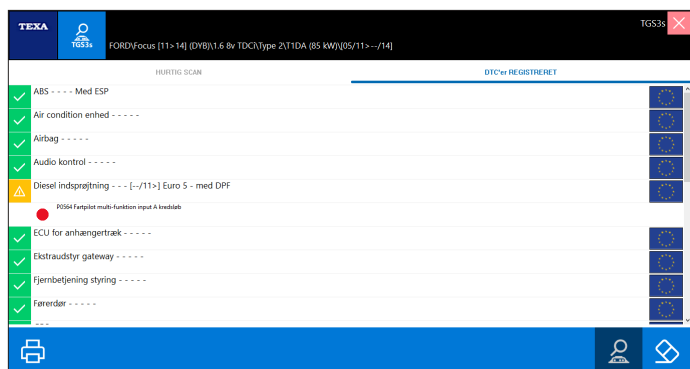 TEXA
TGS3s
FORD\Focus [11>14] (DYB)\1.6 8v TDCi\Type 2\T1DA (85 kW)\[05/11>--/14]
TGS3s
HURTIG SCAN
DTC'er REGISTRERET
ABS - - - - Med ESP
Air condition enhed - - - - -
Airbag - - - - -
Audio kontrol - - - - -
Diesel indsprøjtning - - - [--/11>] Euro 5 - med DPF
P0564 Fartpilot multi-funktion input A kredsløb
ECU for anhængertræk - - - - -
Ekstraudstyr gateway - - - - -
Fjernbetjening styring - - - - -
Førerdør - - - - -